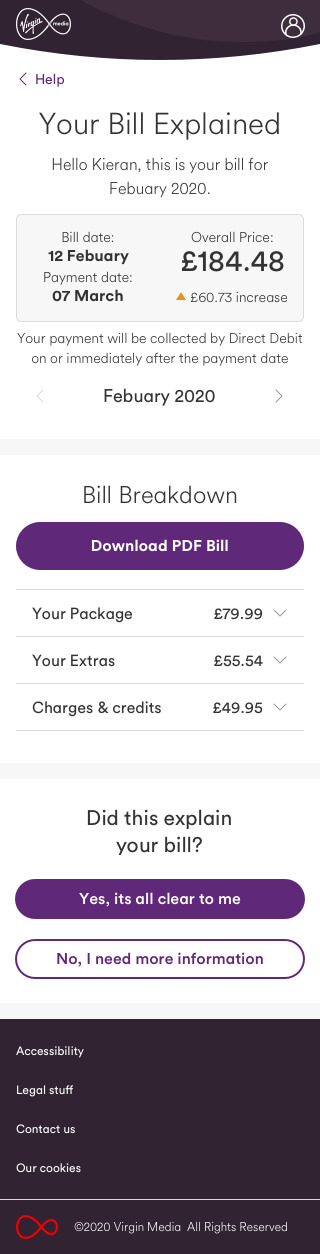 Virgin media
Help
Your Bill Explained
Hello Kieran, this is your bill for
Febuary 2020.
Bill date:
12 Febuary
Payment date:
07 March
Overall Price:
£184.48
£60.73 increase
Your payment will be collected by Direct Debit
on or immediately after the payment date
Febuary 2020
Bill Breakdown
Download PDF Bill
Your Package £79.99
Your Extras £55.54
Charges & credits £49.95
Did this explain
your bill?
Yes, its all clear to me
No, I need more information
Accessibility
Legal stuff
Contact us
Our cookies
©2020 Virgin Media All Rights Reserved